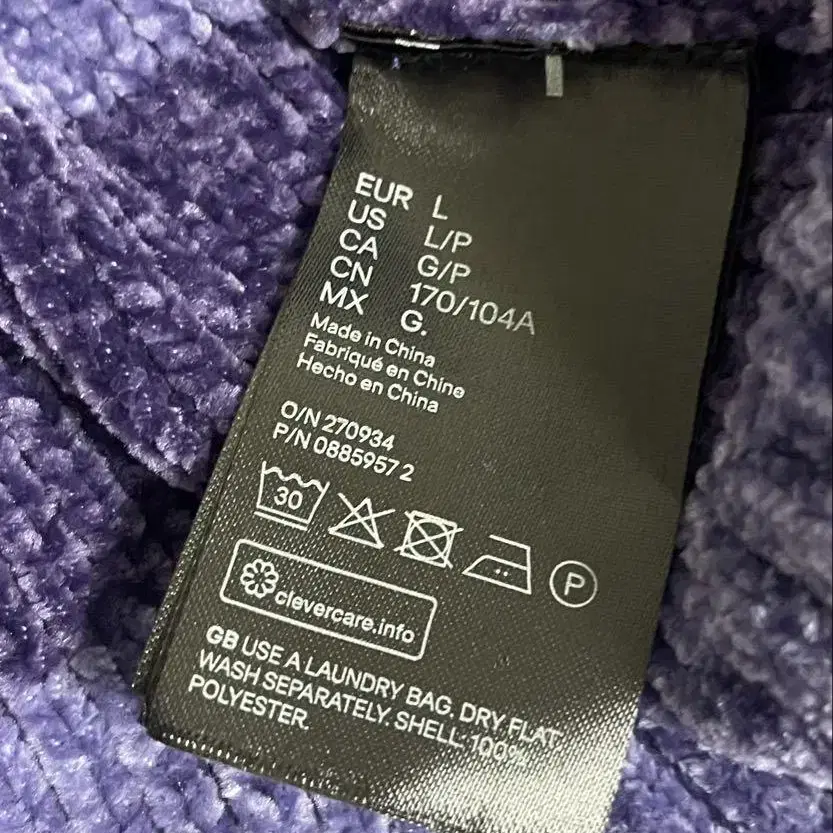 EUR L
US L/P
CA G/P
CN 170/104A
MX G.
Made in China
Fabriqué en Chine
Hecho en China
O/N 270934
P/N 0885957 2
30
P
clevercare.info
GB USE A LAUNDRY BAG. DRY FLAT.
WASH SEPARATELY. SHELL: 100%
POLYESTER.